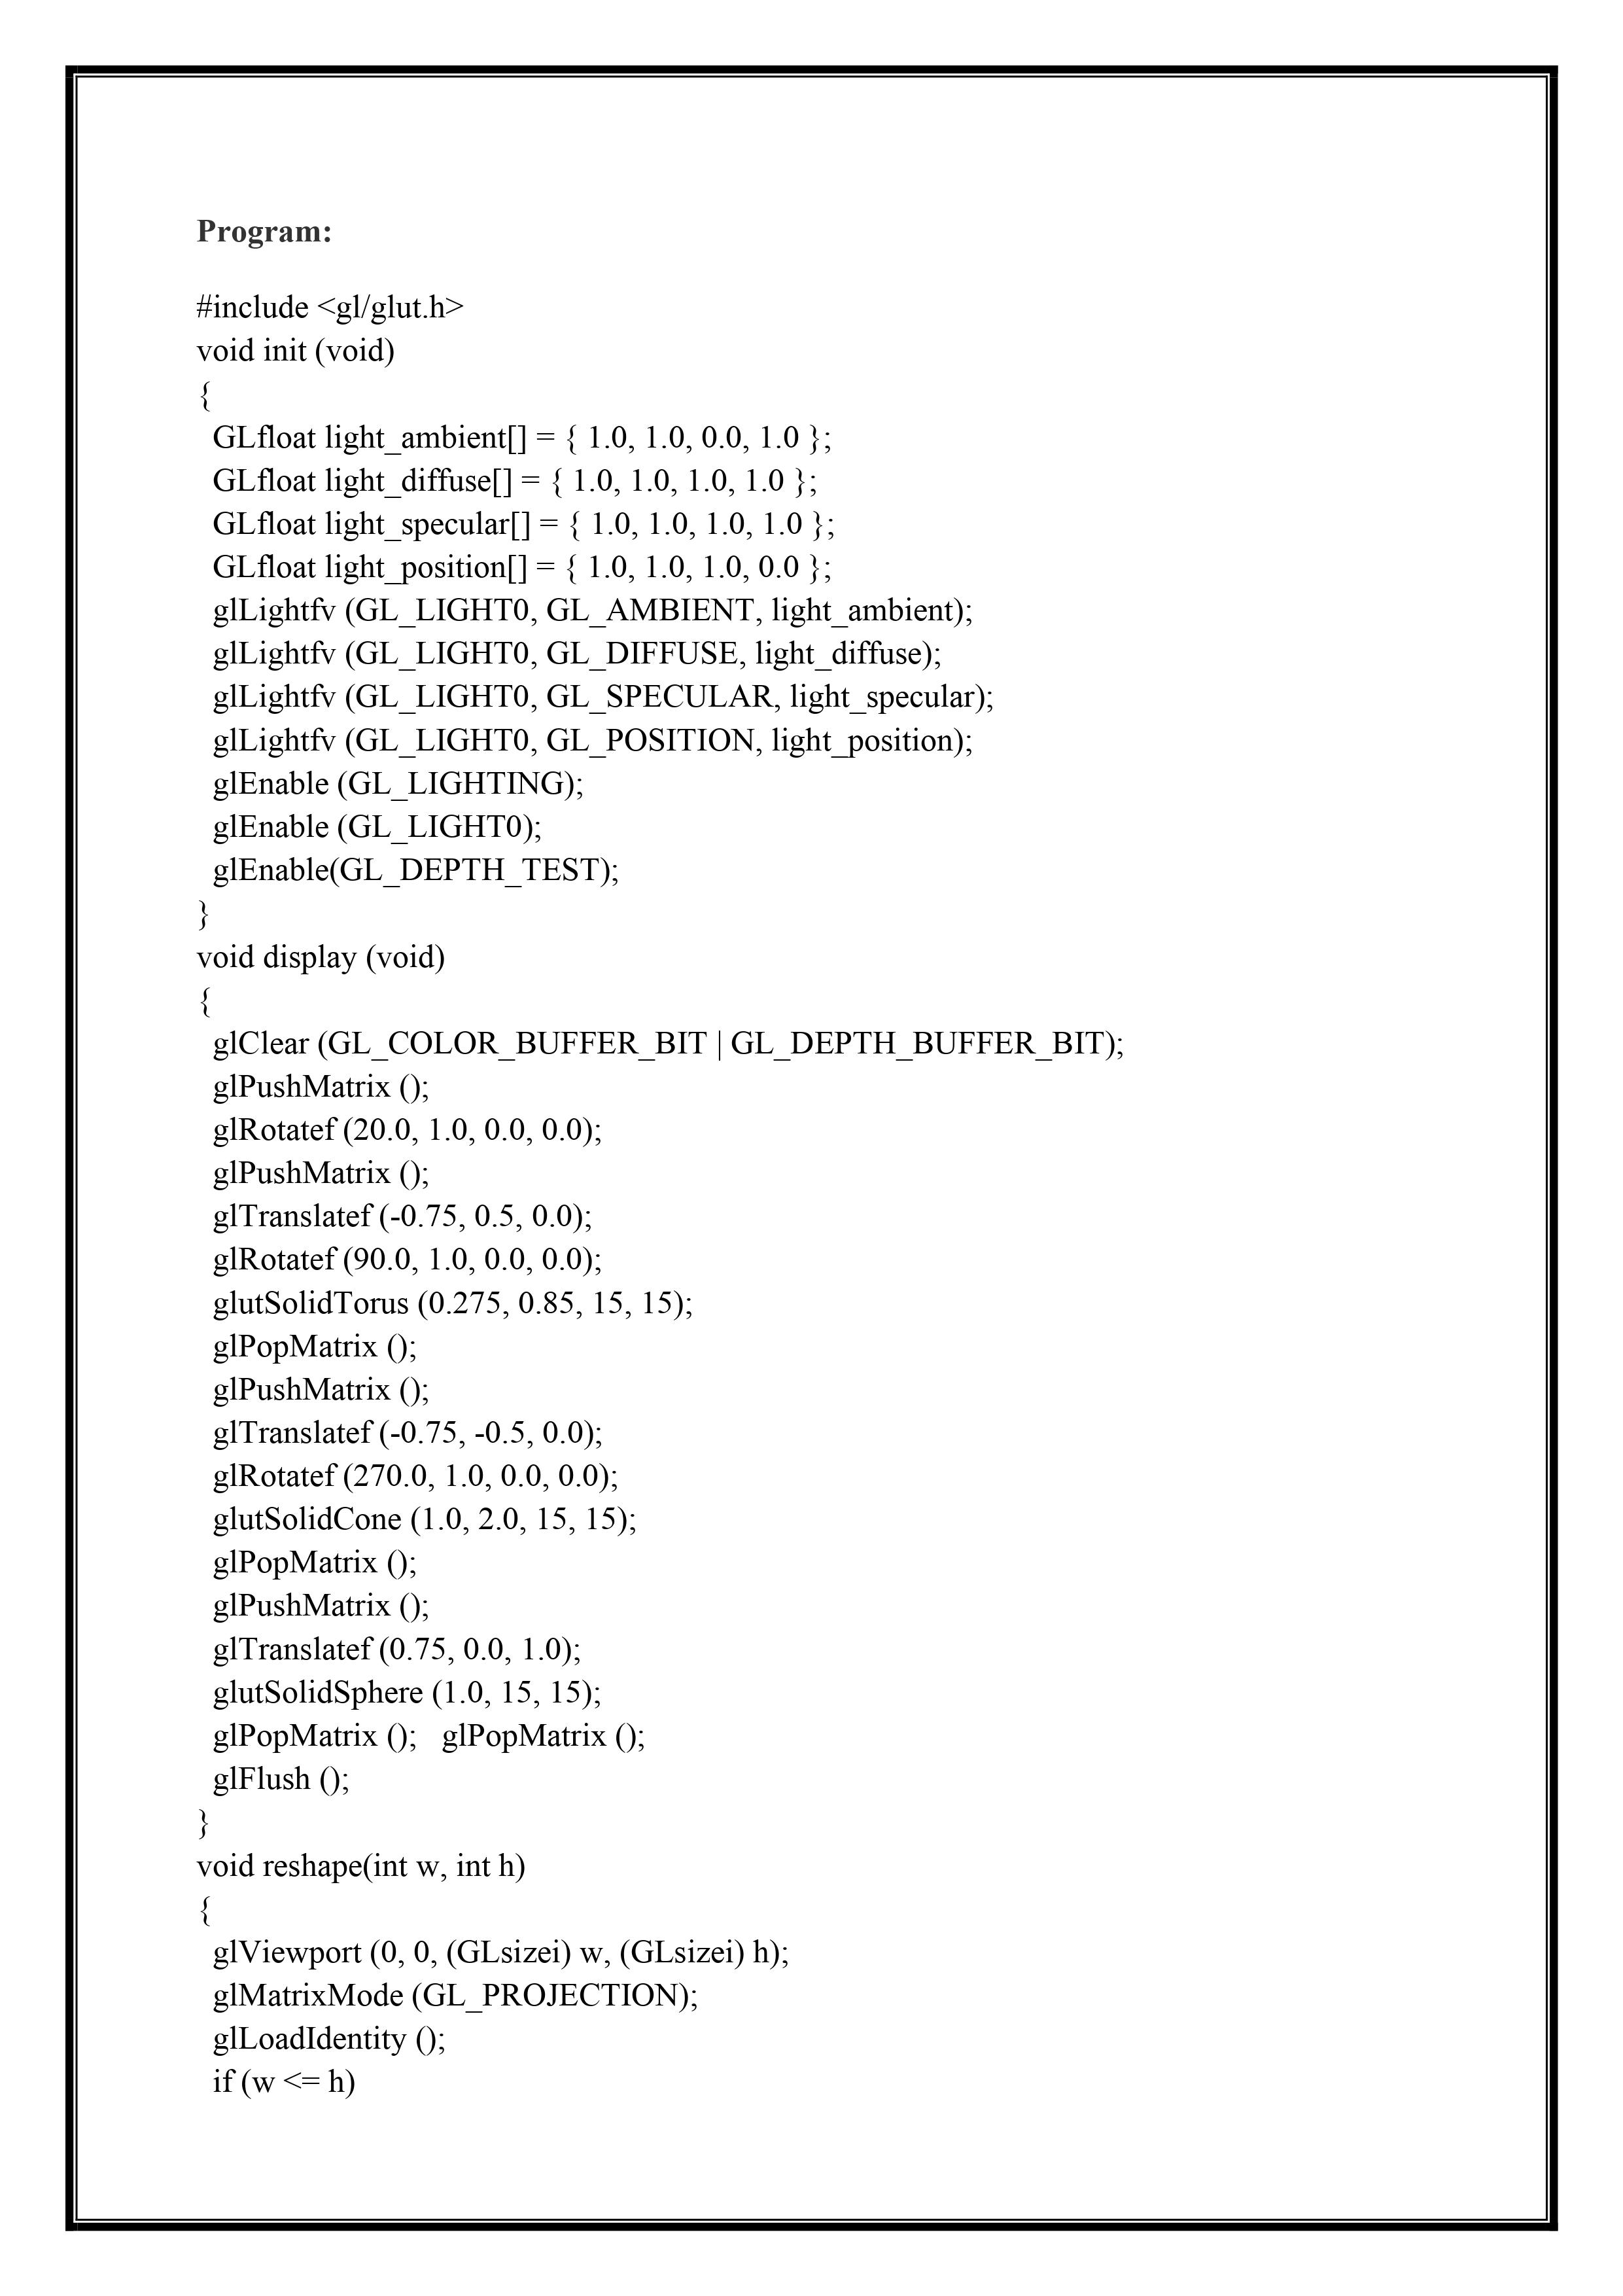 Program:
#include <gl/glut.h>
void init (void)
{
GLfloat light_ambient[] = { 1.0, 1.0, 0.0, 1.0 };
GLfloat light_diffuse[] = { 1.0, 1.0, 1.0, 1.0 };
GLfloat light_specular[] = { 1.0, 1.0, 1.0, 1.0 };
GLfloat light_position[] = { 1.0, 1.0, 1.0, 0.0 };
glLightfv (GL_LIGHT0, GL_AMBIENT, light_ambient);
glLightfv (GL_LIGHT0, GL_DIFFUSE, light_diffuse);
glLightfv (GL_LIGHT0, GL_SPECULAR, light_specular);
glLightfv (GL_LIGHT0, GL_POSITION, light_position);
glEnable (GL_LIGHTING);
glEnable (GL_LIGHT0);
glEnable(GL_DEPTH_TEST);
}
void display (void)
{
glClear (GL_COLOR_BUFFER_BIT | GL_DEPTH_BUFFER_BIT);
glPushMatrix ();
glRotatef (20.0, 1.0, 0.0, 0.0);
glPushMatrix ();
glTranslatef (-0.75, 0.5, 0.0);
glRotatef (90.0, 1.0, 0.0, 0.0);
glutSolidTorus (0.275, 0.85, 15, 15);
glPopMatrix ();
glPushMatrix ();
glTranslatef (-0.75, -0.5, 0.0);
glRotatef (270.0, 1.0, 0.0, 0.0);
glutSolidCone (1.0, 2.0, 15, 15);
glPopMatrix ();
glPushMatrix ();
glTranslatef (0.75, 0.0, 1.0);
glutSolidSphere (1.0, 15, 15);
glPopMatrix ();   glPopMatrix ();
glFlush ();
}
void reshape(int w, int h)
{
glViewport (0, 0, (GLsizei) w, (GLsizei) h);
glMatrixMode (GL_PROJECTION);
glLoadIdentity ();
if (w <= h)